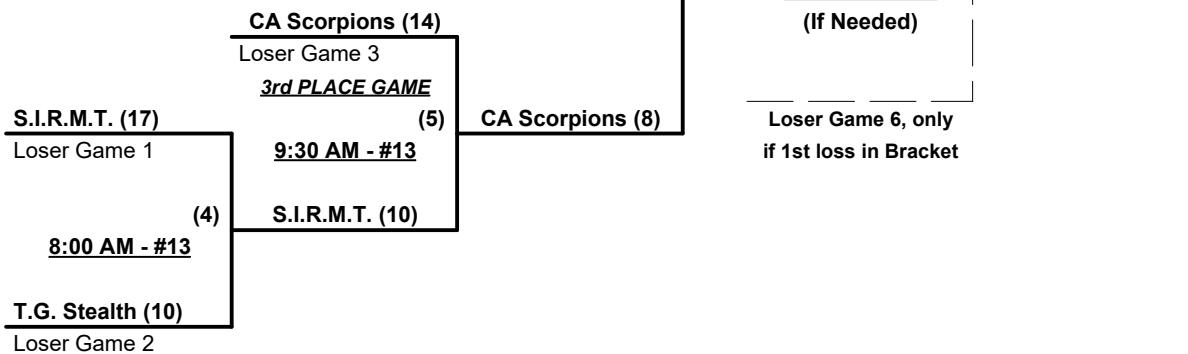 CA Scorpions (14)
(If Needed)
Loser Game 3
3rd PLACE GAME
S.I.R.M.T. (17)
(5)
CA Scorpions (8)
Loser Game 6, only
Loser Game 1
9:30 AM - #13
if 1st loss in Bracket
(4)
S.I.R.M.T. (10)
8:00 AM - #13
T.G. Stealth (10)
Loser Game 2